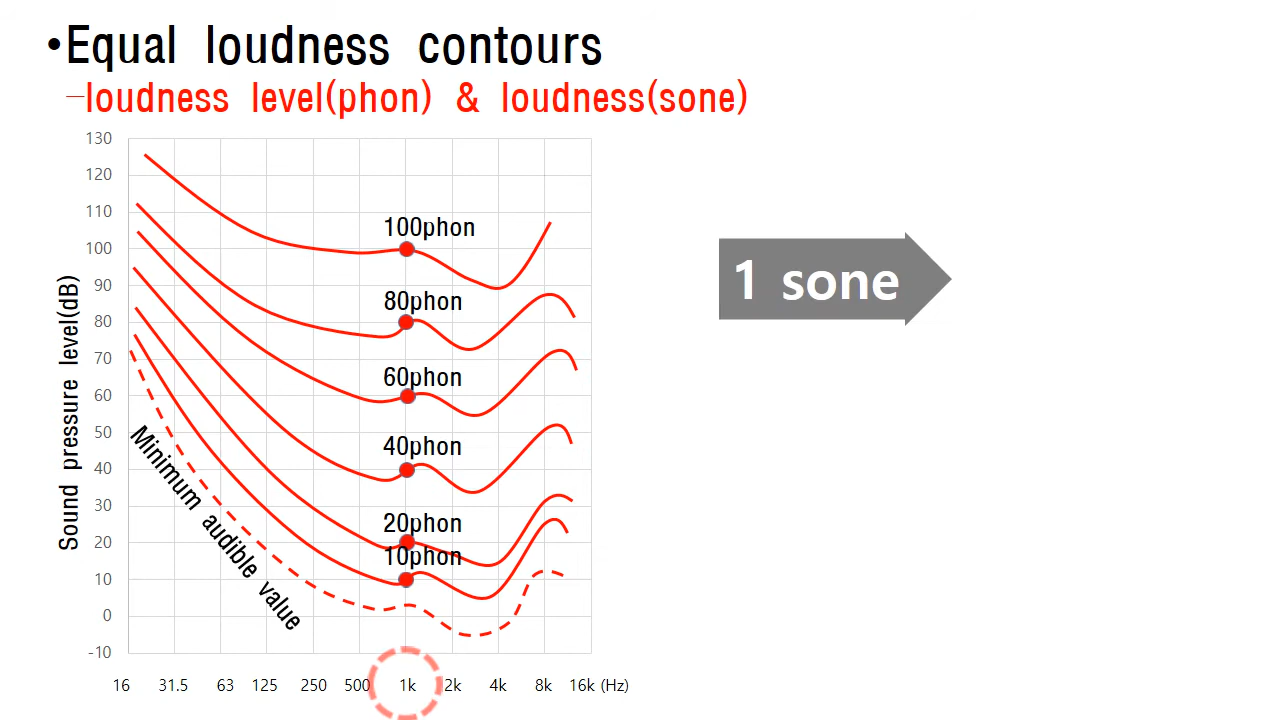 •Equal loudness contours
–loudness level(phon) & loudness(sone)
130
120
110
100
90
80
70
60
50
40
30
20
10
0
-10
Sound pressure level(dB)
100phon
80phon
60phon
40phon
20phon
10phon
Minimum audible value
16 31.5 63 125 250 500 1k 2k 4k 8k 16k (Hz)
1 sone